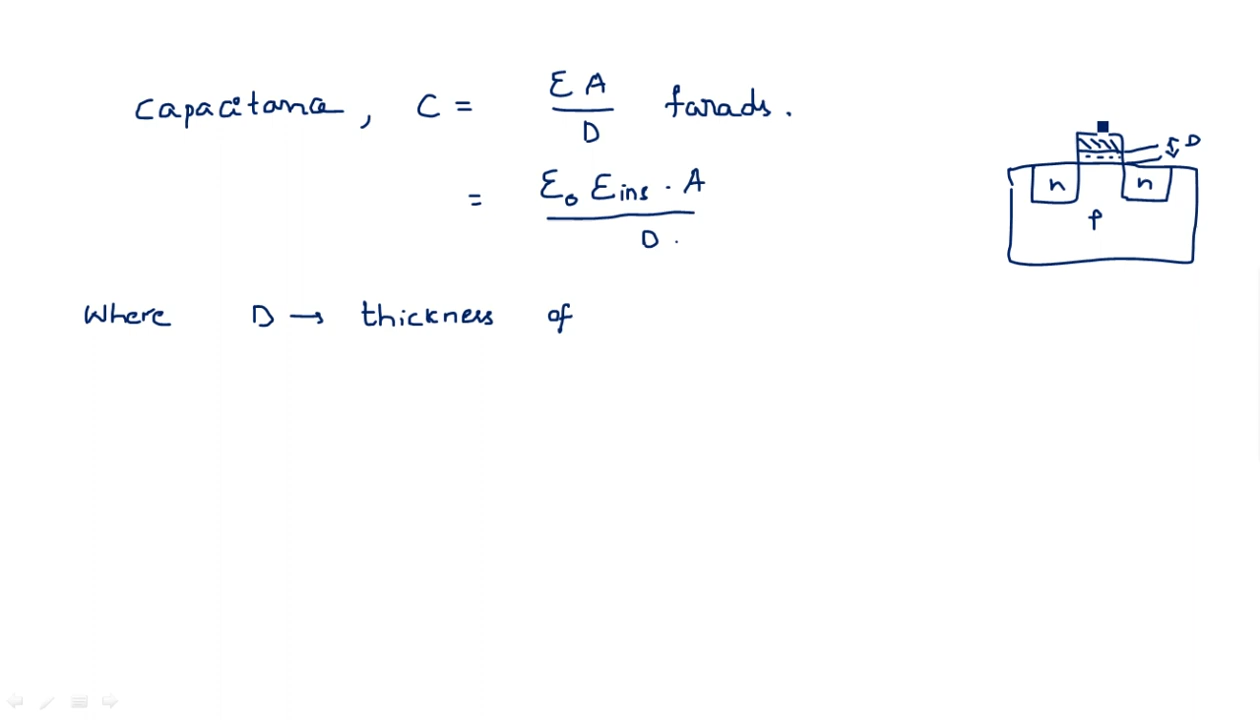 Capacitance, C = εA / D farads.
= ε₀ εins · A / D .
D
n n
p
Where D → thickness of